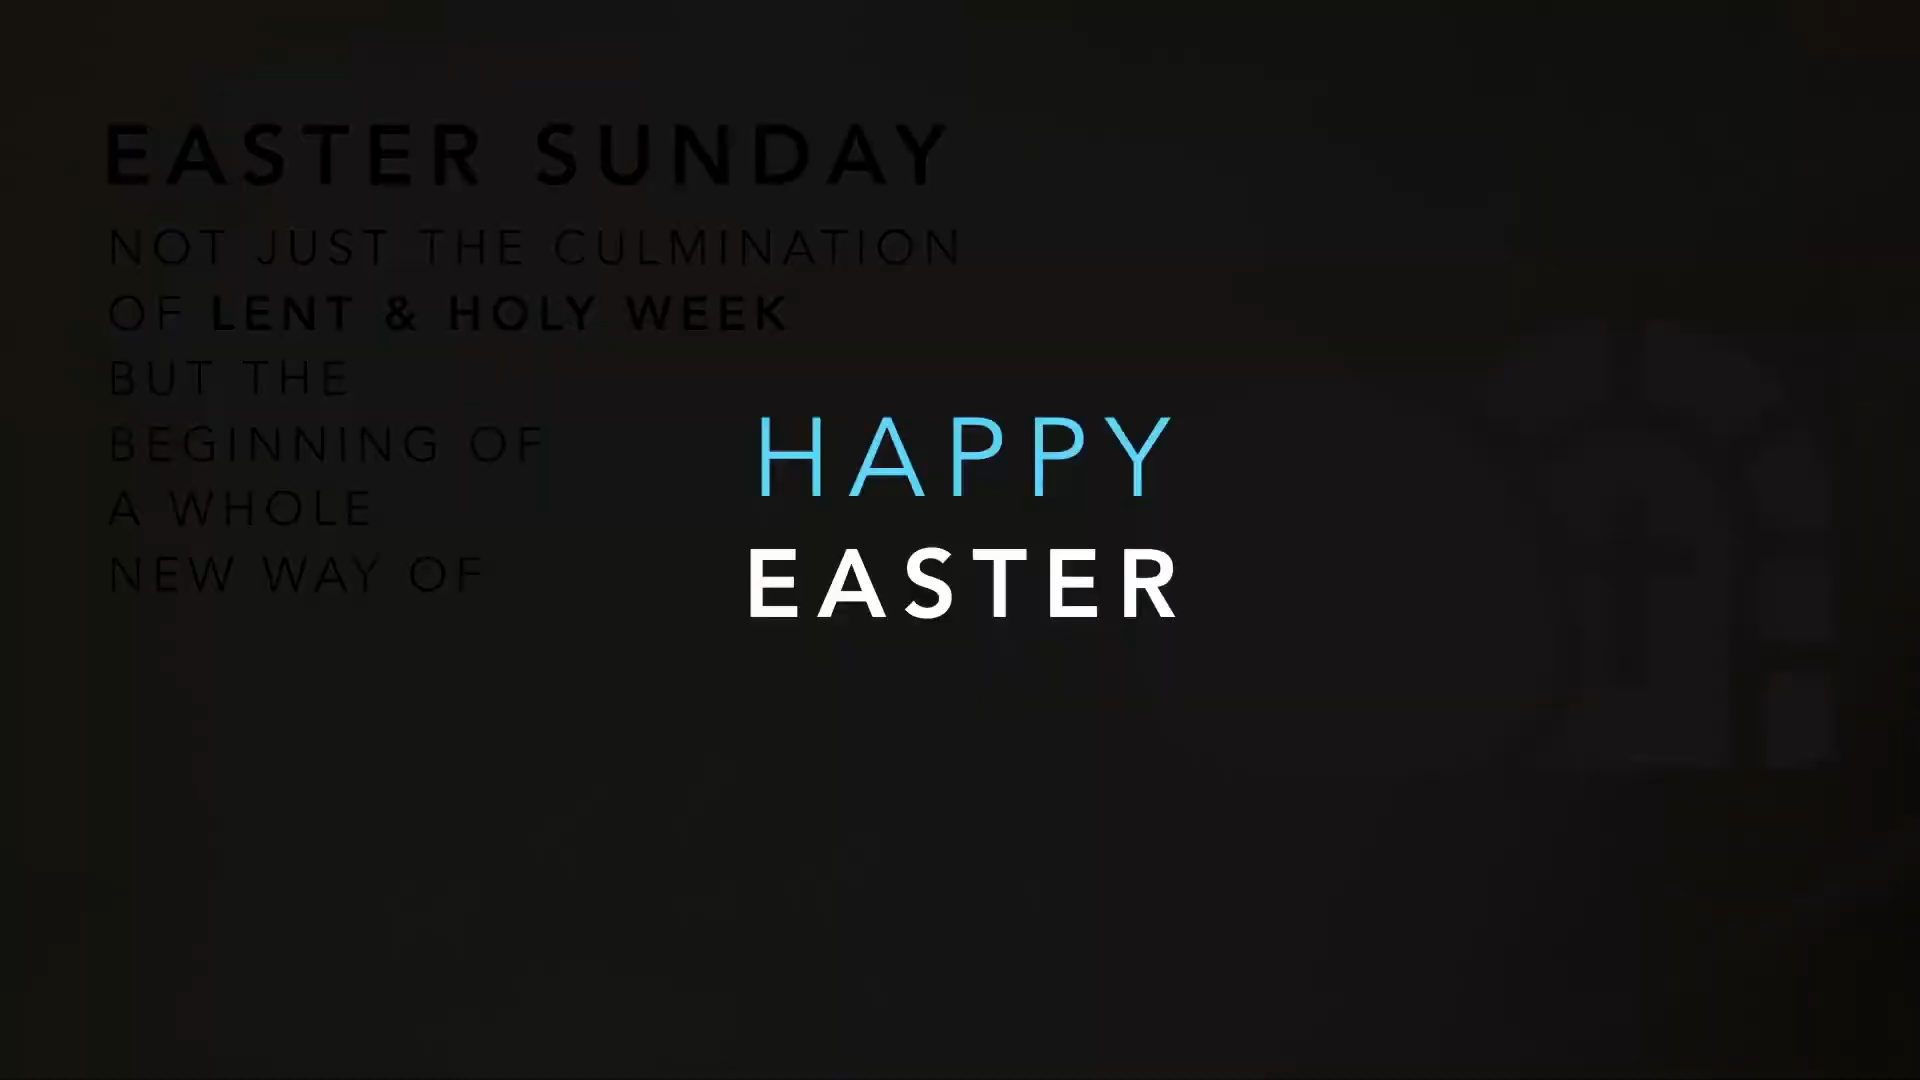 EASTER SUNDAY
NOT JUST THE CULMINATION
OF LENT & HOLY WEEK
BUT THE
BEGINNING OF
A WHOLE
NEW WAY OF
HAPPY
EASTER